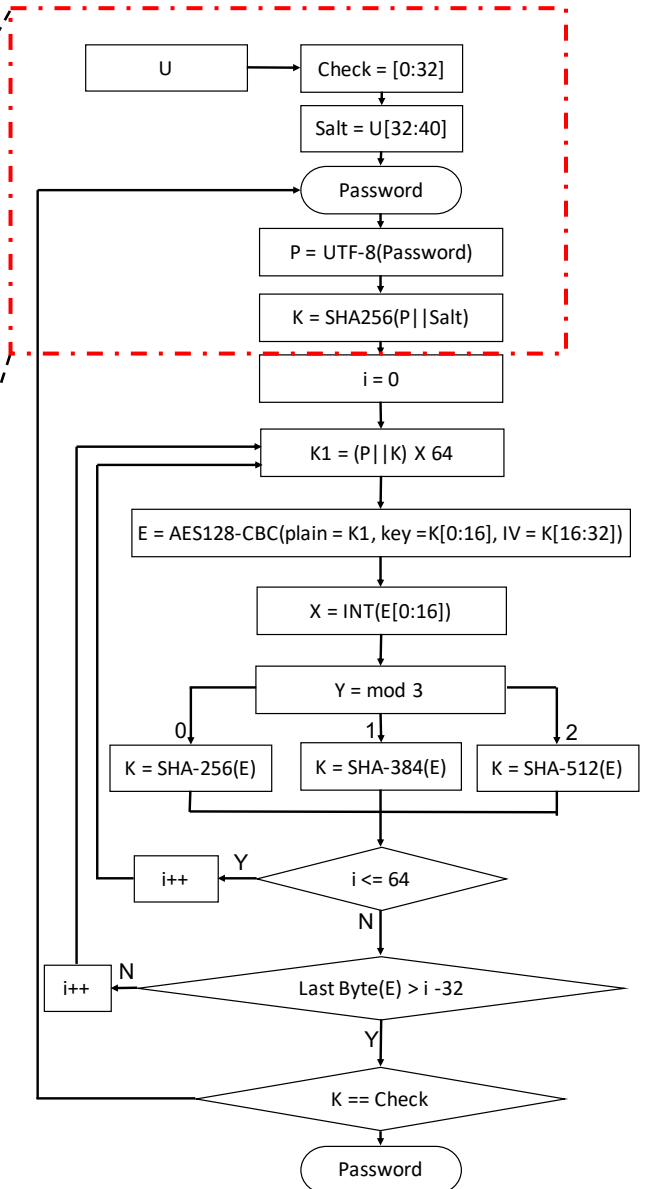 U
Check = [0:32]
Salt = U[32:40]
Password
P = UTF-8(Password)
K = SHA256(P||Salt)
i = 0
K1 = (P||K) X 64
E = AES128-CBC(plain = K1, key =K[0:16], IV = K[16:32])
X = INT(E[0:16])
Y = mod 3
0
1
2
K = SHA-256(E)
K = SHA-384(E)
K = SHA-512(E)
i++
Y
i <= 64
N
i++
N
Last Byte(E) > i -32
Y
K == Check
Password